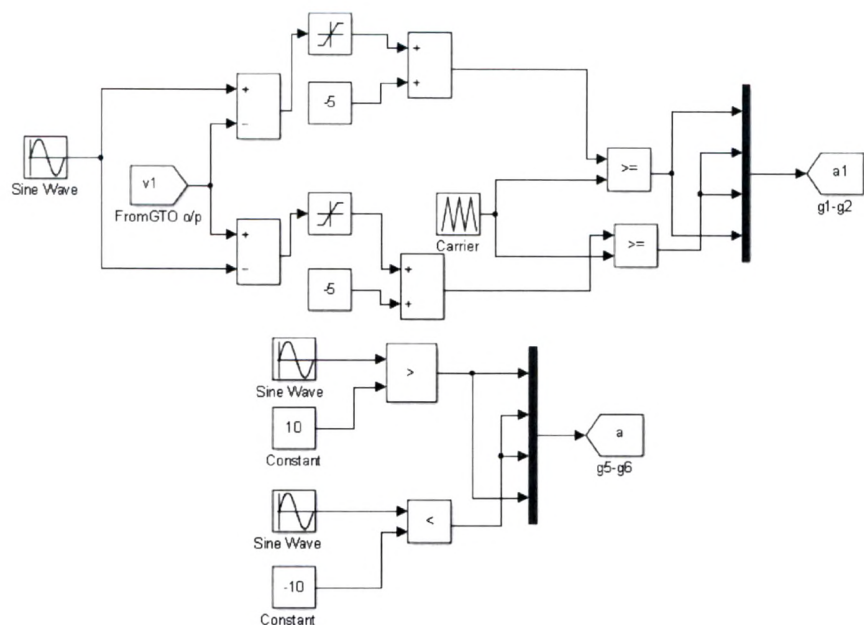 +
+
-5
+
−
Sine Wave
v1
FromGTO o/p
>=
a1
g1-g2
Carrier
+
−
>=
-5
+
+
Sine Wave
>
10
Constant
a
g5-g6
Sine Wave
<
-10
Constant